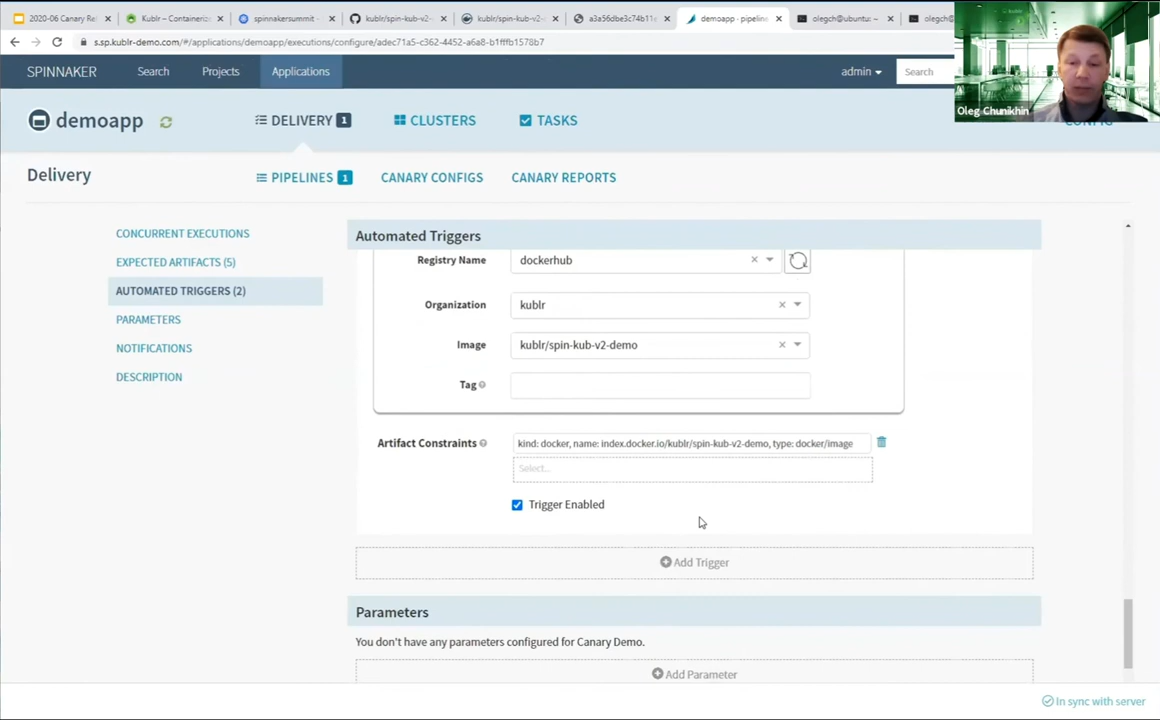 2020-06 Canary Re
Kublr – Containeriz
spinnakersummit -
kublr/spin-kub-v2-
kublr/spin-kub-v2-
a3a56dbe3c74b11e
demoapp · pipeline
olegch@ubuntu: ~
olegch@
s.sp.kublr-demo.com/#/applications/demoapp/executions/configure/adec71a5-c362-4452-a6a8-b1fffb1578b7
SPINNAKER
Search
Projects
Applications
admin
Search
Oleg Chunikhin
demoapp
DELIVERY 1
CLUSTERS
TASKS
CONFIG
Delivery
PIPELINES 1
CANARY CONFIGS
CANARY REPORTS
CONCURRENT EXECUTIONS
EXPECTED ARTIFACTS (5)
AUTOMATED TRIGGERS (2)
PARAMETERS
NOTIFICATIONS
DESCRIPTION
Automated Triggers
Registry Name dockerhub
Organization kublr
Image kublr/spin-kub-v2-demo
Tag
Artifact Constraints kind: docker, name: index.docker.io/kublr/spin-kub-v2-demo, type: docker/image
Select...
Trigger Enabled
Add Trigger
Parameters
You don't have any parameters configured for Canary Demo.
Add Parameter
In sync with server